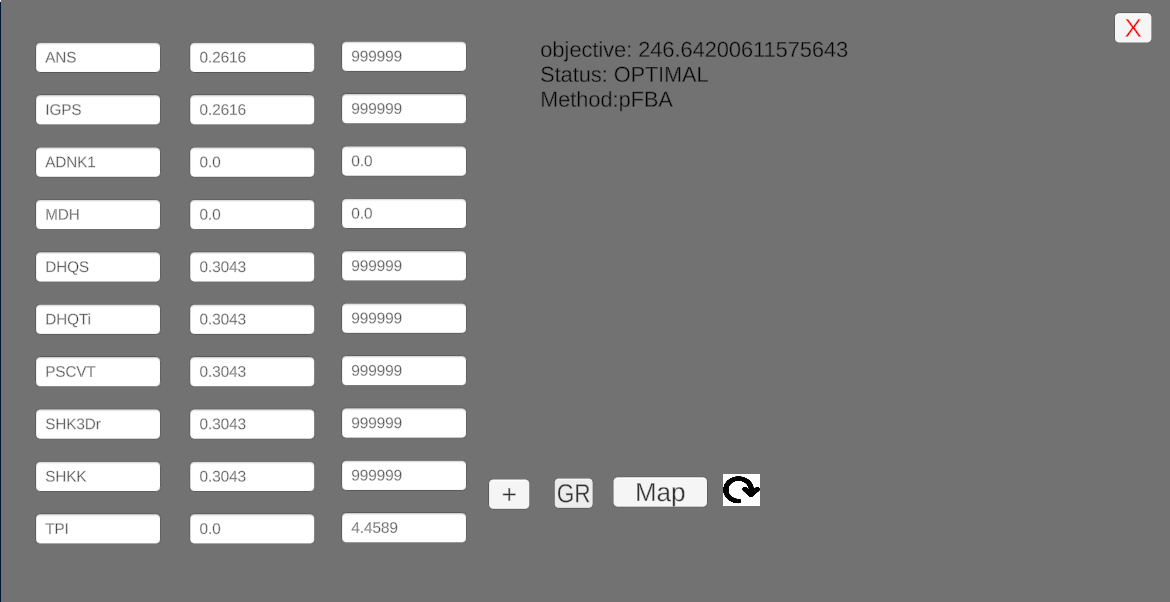 ANS 0.2616 999999
IGPS 0.2616 999999
ADNK1 0.0 0.0
MDH 0.0 0.0
DHQS 0.3043 999999
DHQTi 0.3043 999999
PSCVT 0.3043 999999
SHK3Dr 0.3043 999999
SHKK 0.3043 999999
TPI 0.0 4.4589
objective: 246.64200611575643
Status: OPTIMAL
Method:pFBA
X
+ GR Map